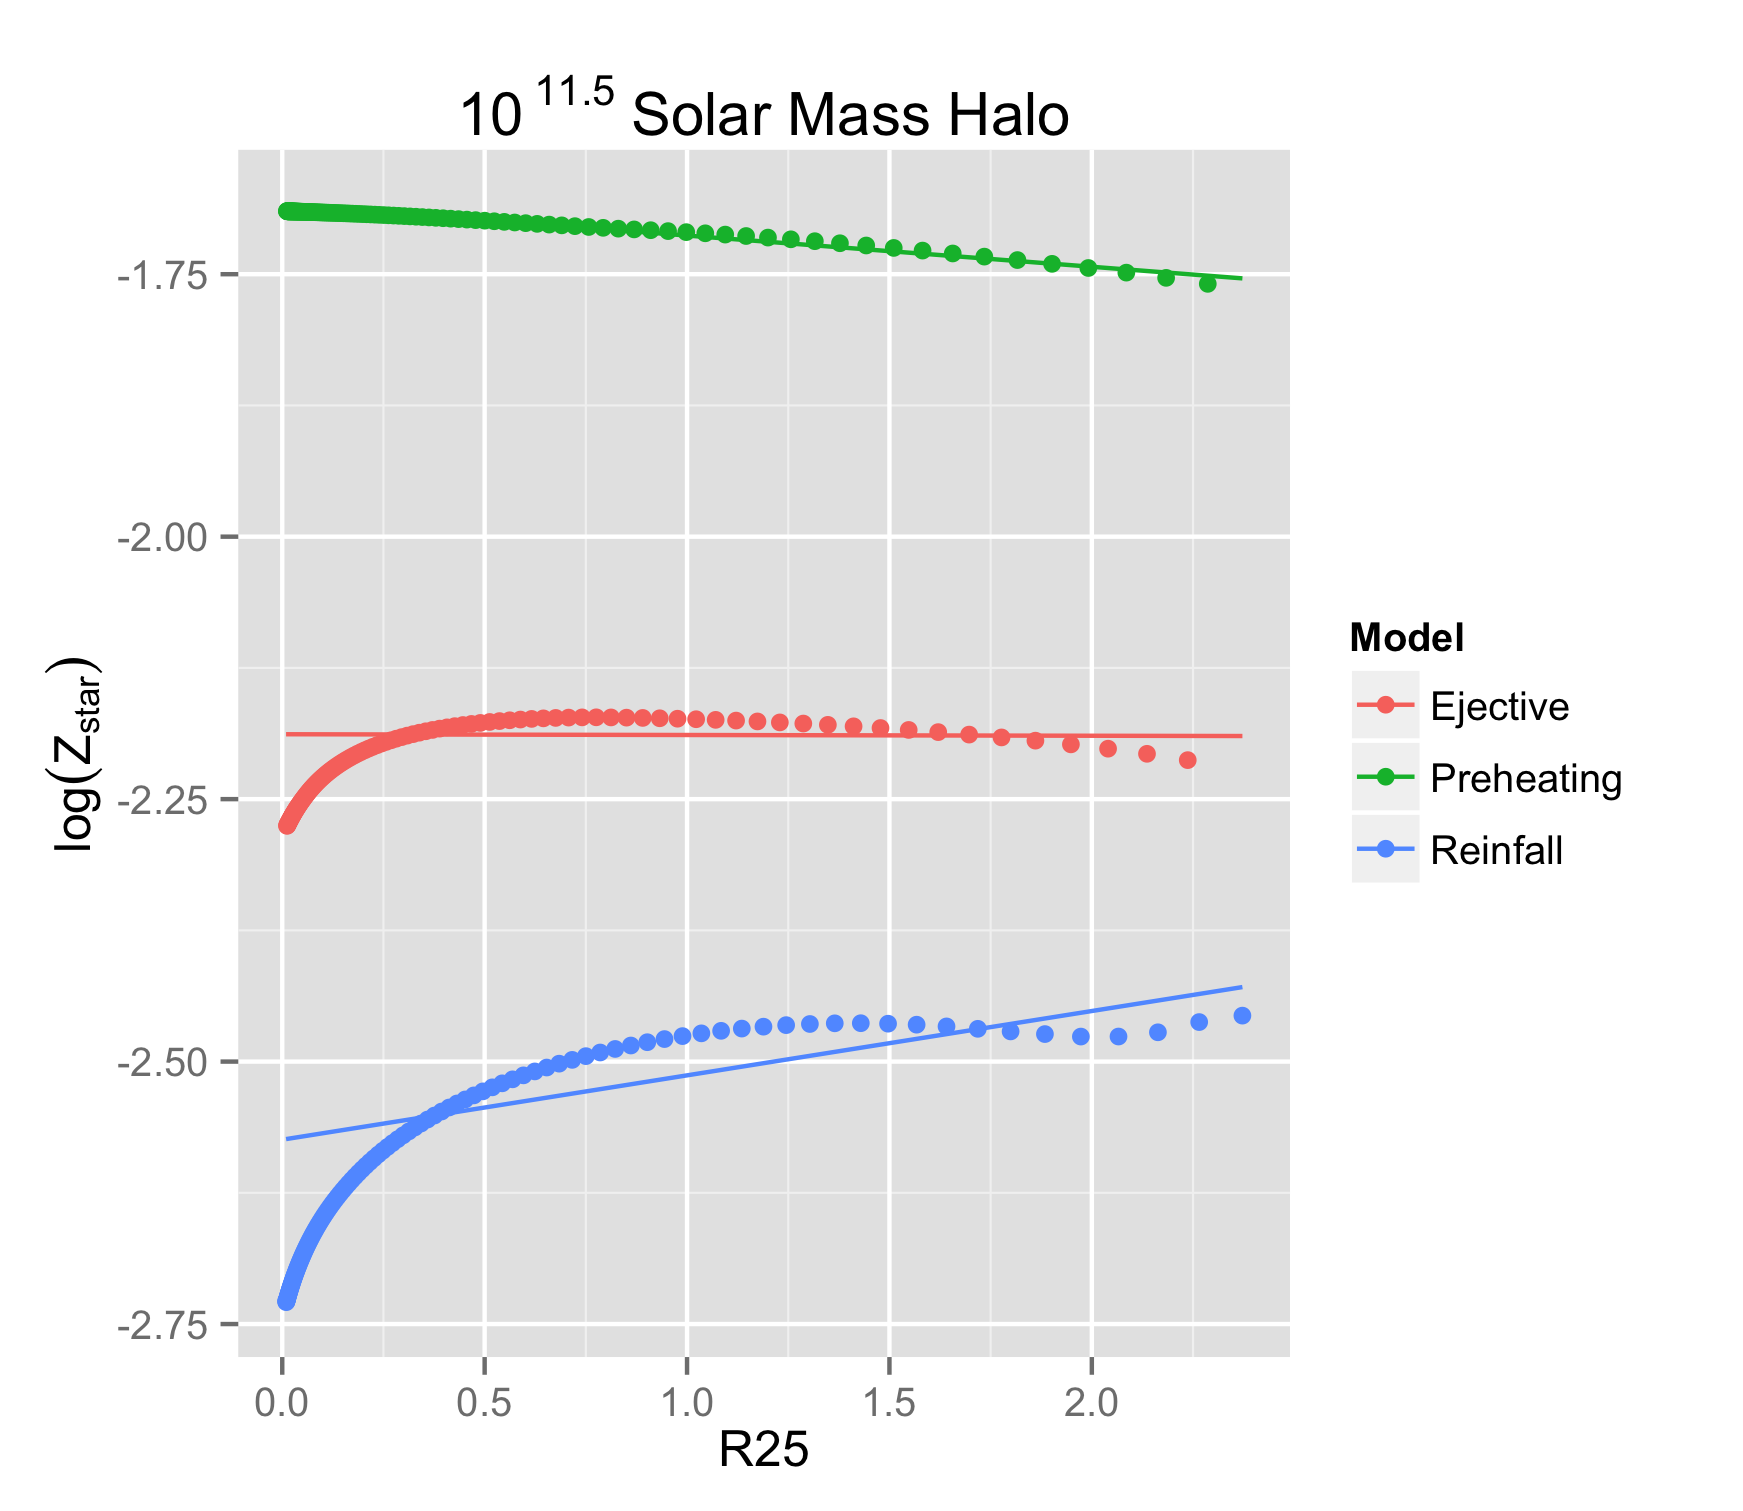 10 11.5 Solar Mass Halo
log(Zstar)
-1.75
-2.00
-2.25
-2.50
-2.75
0.0 0.5 1.0 1.5 2.0
R25
Model
Ejective
Preheating
Reinfall